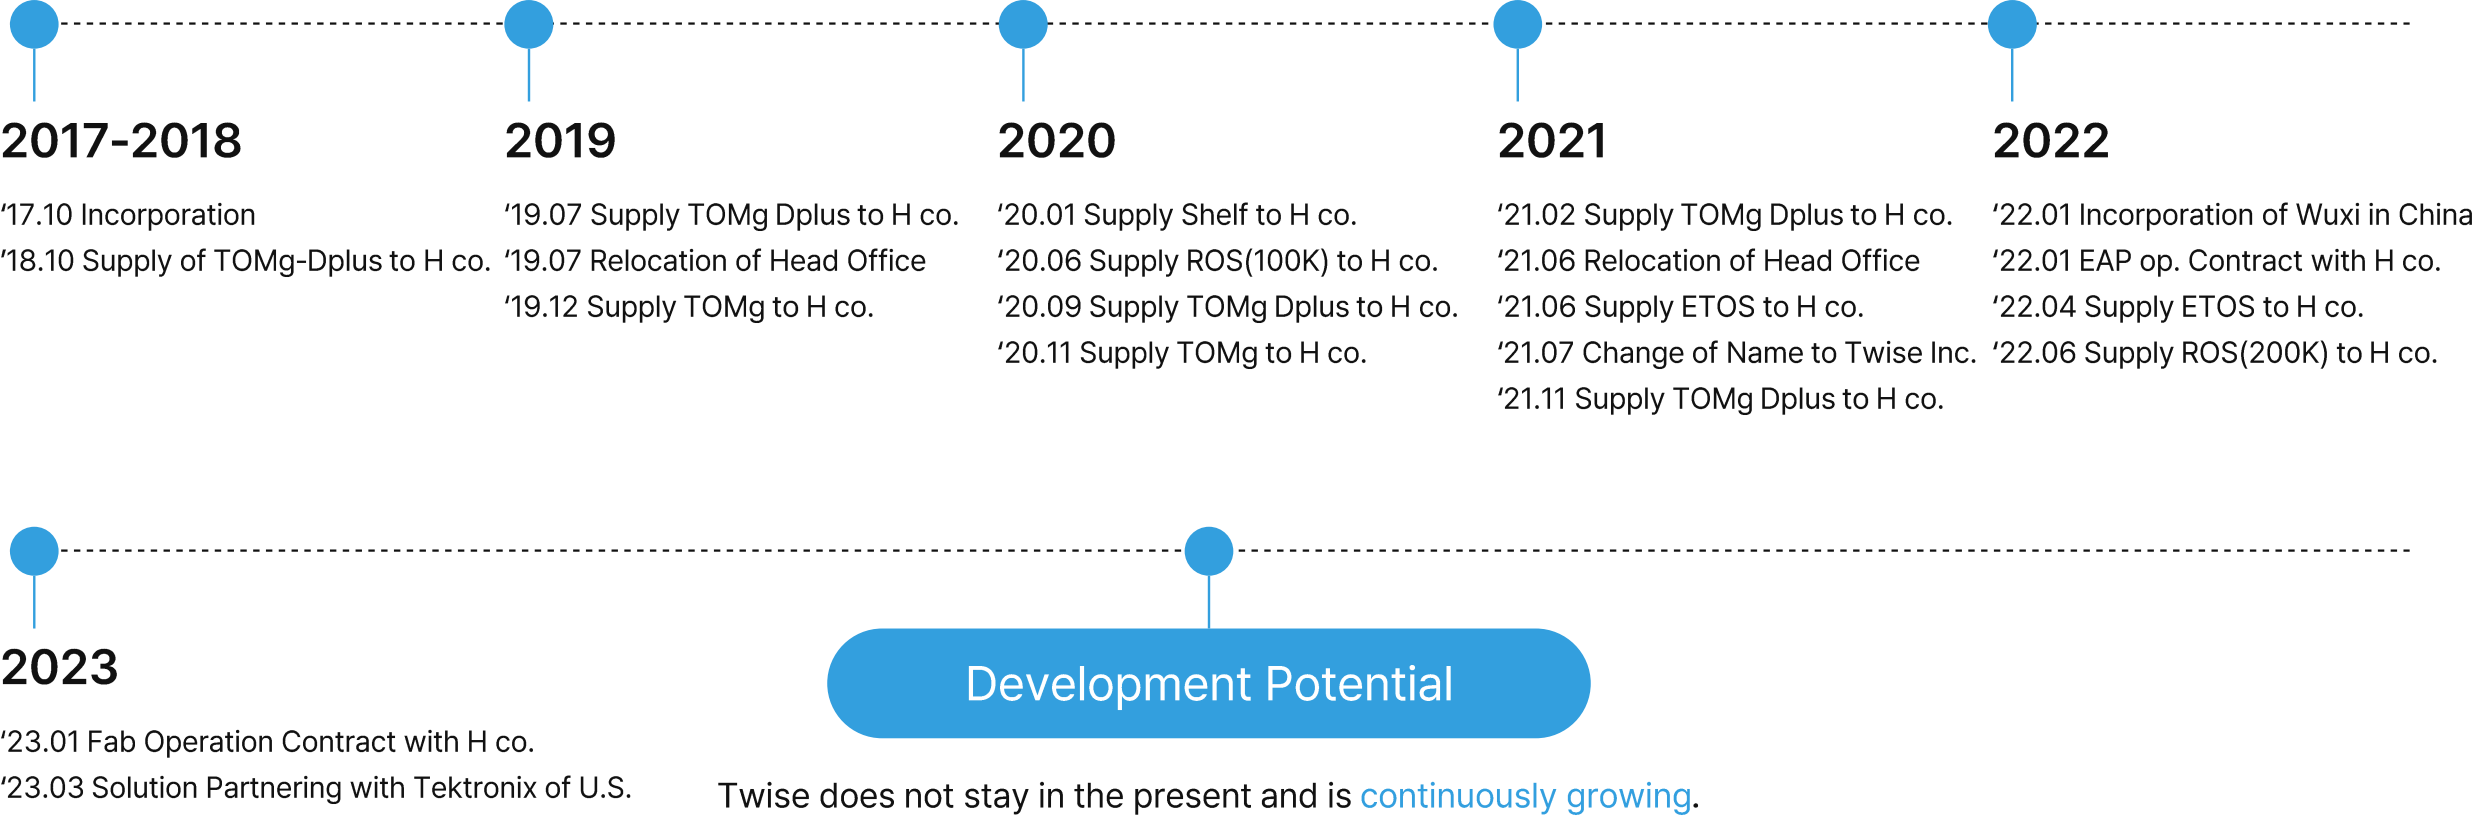 2017-2018
‘17.10 Incorporation
’18.10 Supply of TOMg-Dplus to H co.
2019
‘19.07 Supply TOMg Dplus to H co.
‘19.07 Relocation of Head Office
‘19.12 Supply TOMg to H co.
2020
‘20.01 Supply Shelf to H co.
‘20.06 Supply ROS(100K) to H co.
‘20.09 Supply TOMg Dplus to H co.
‘20.11 Supply TOMg to H co.
2021
‘21.02 Supply TOMg Dplus to H co.
‘21.06 Relocation of Head Office
‘21.06 Supply ETOS to H co.
‘21.07 Change of Name to Twise Inc.
‘21.11 Supply TOMg Dplus to H co.
2022
‘22.01 Incorporation of Wuxi in China
‘22.01 EAP op. Contract with H co.
‘22.04 Supply ETOS to H co.
‘22.06 Supply ROS(200K) to H co.
2023
‘23.01 Fab Operation Contract with H co.
‘23.03 Solution Partnering with Tektronix of U.S.
Development Potential
Twise does not stay in the present and is continuously growing.